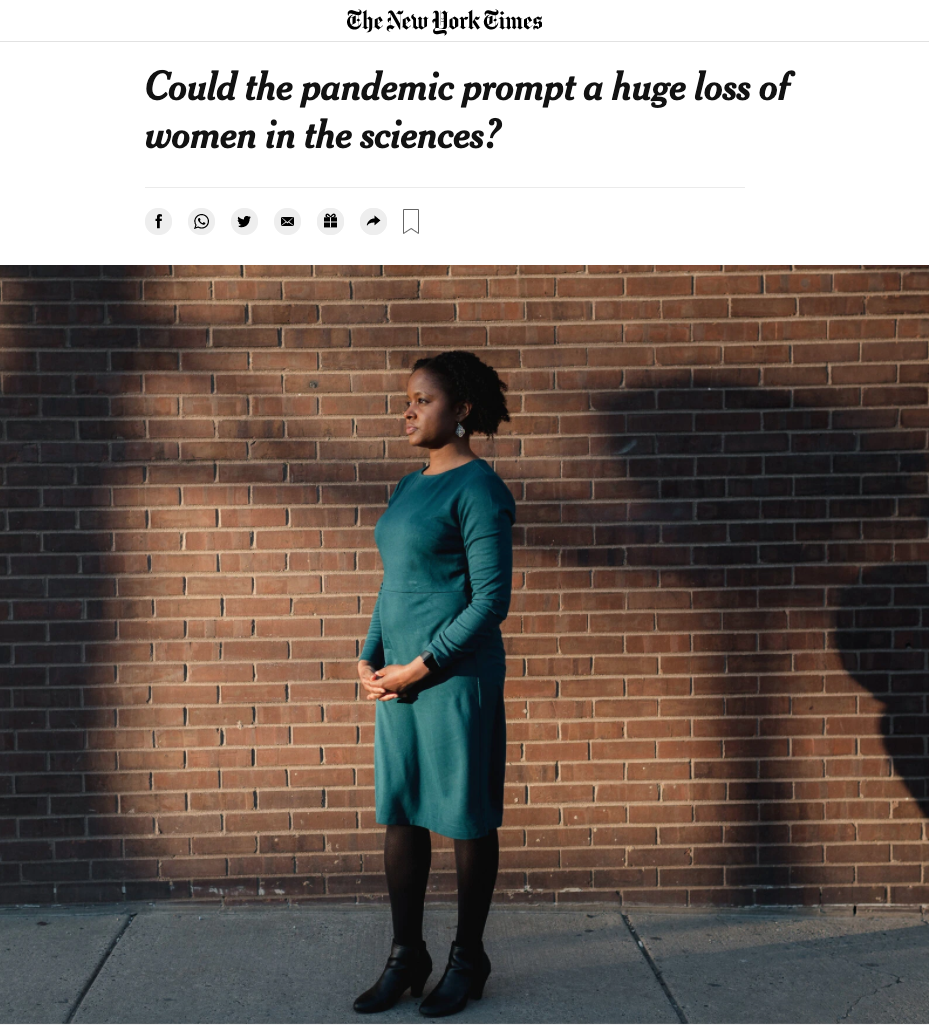 The New York Times
Could the pandemic prompt a huge loss of
women in the sciences?